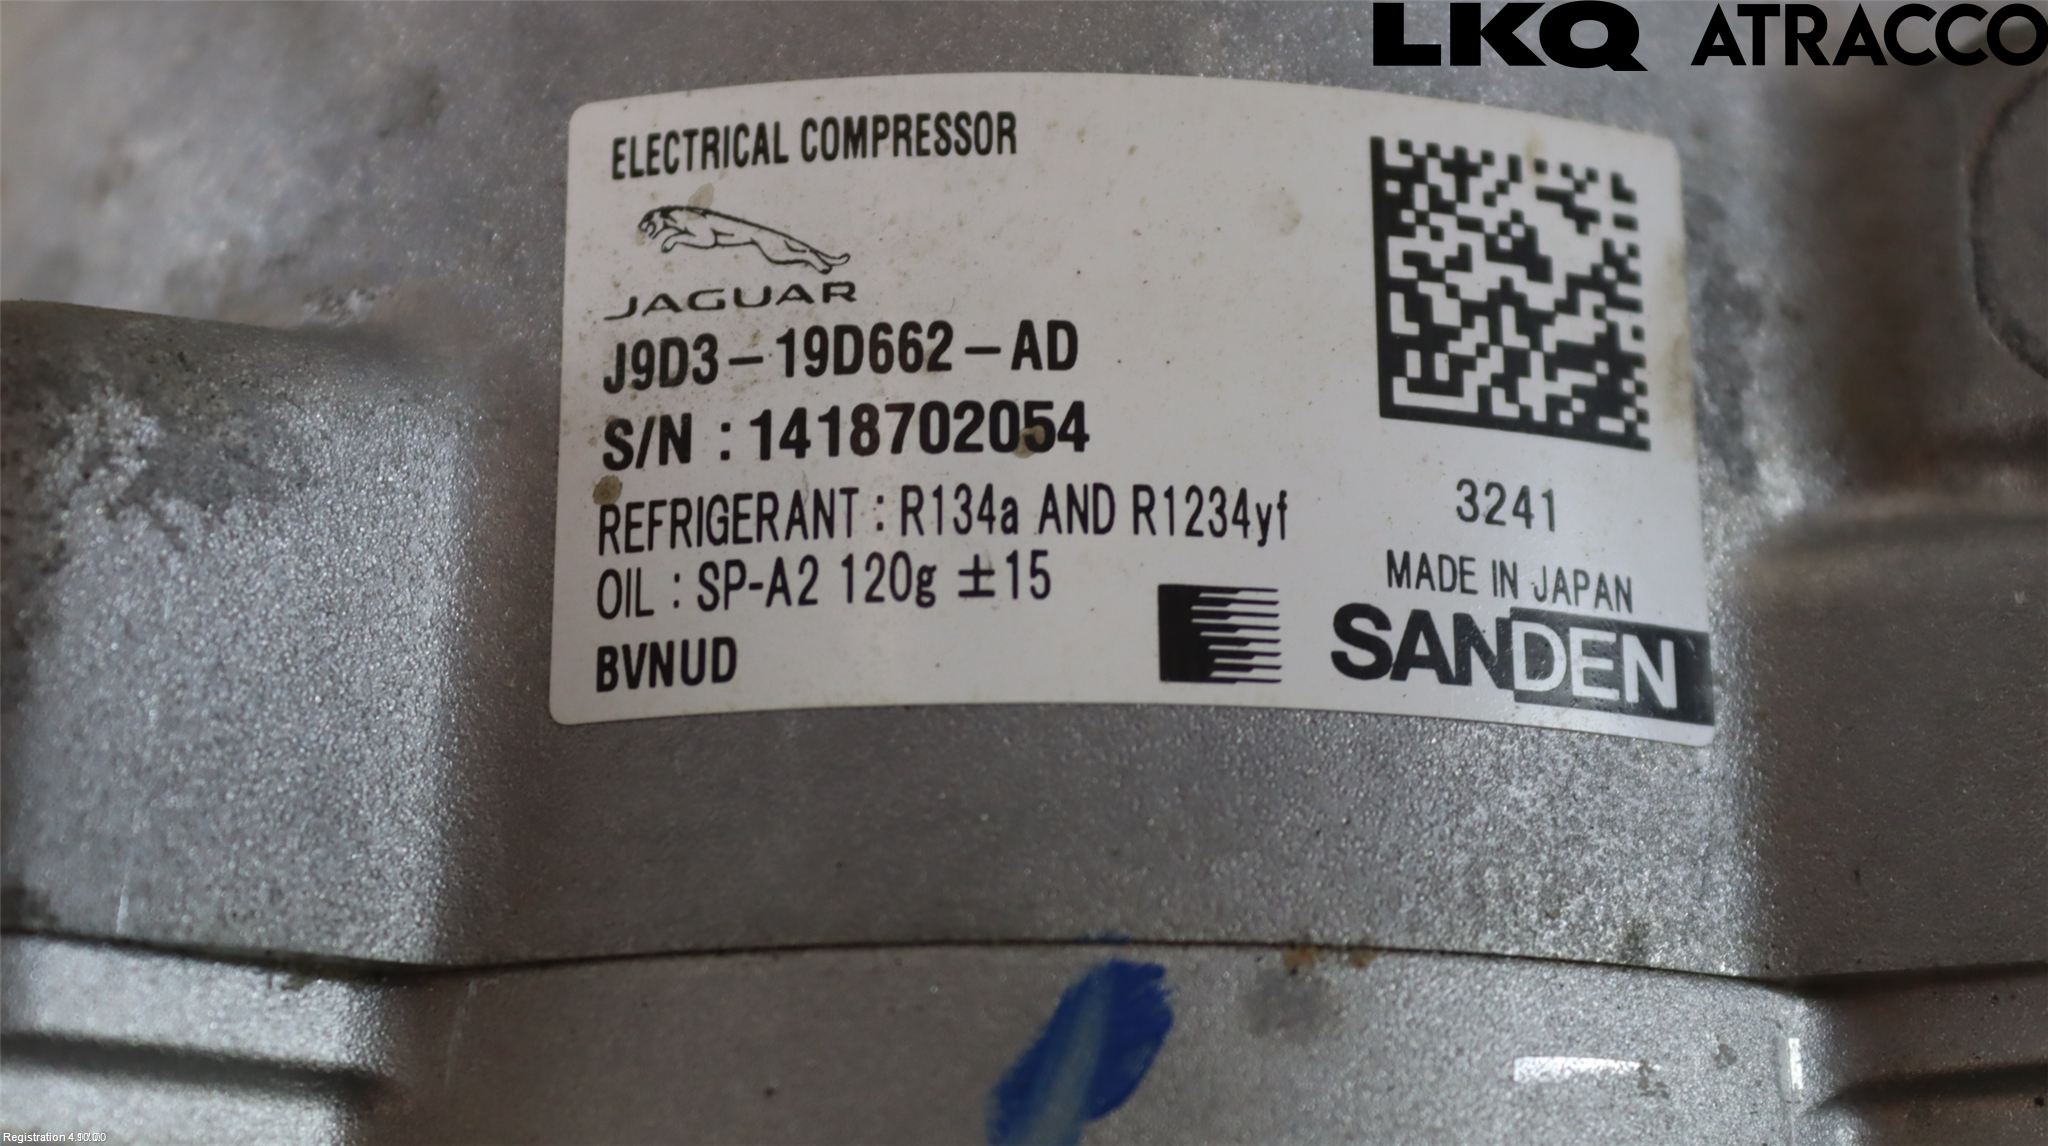 LKQ ATRACCO
ELECTRICAL COMPRESSOR
JAGUAR
J9D3-19D662-AD
S/N : 1418702054
REFRIGERANT : R134a AND R1234yf
OIL : SP-A2 120g ±15
BVNUD
3241
MADE IN JAPAN
SANDEN
Registration